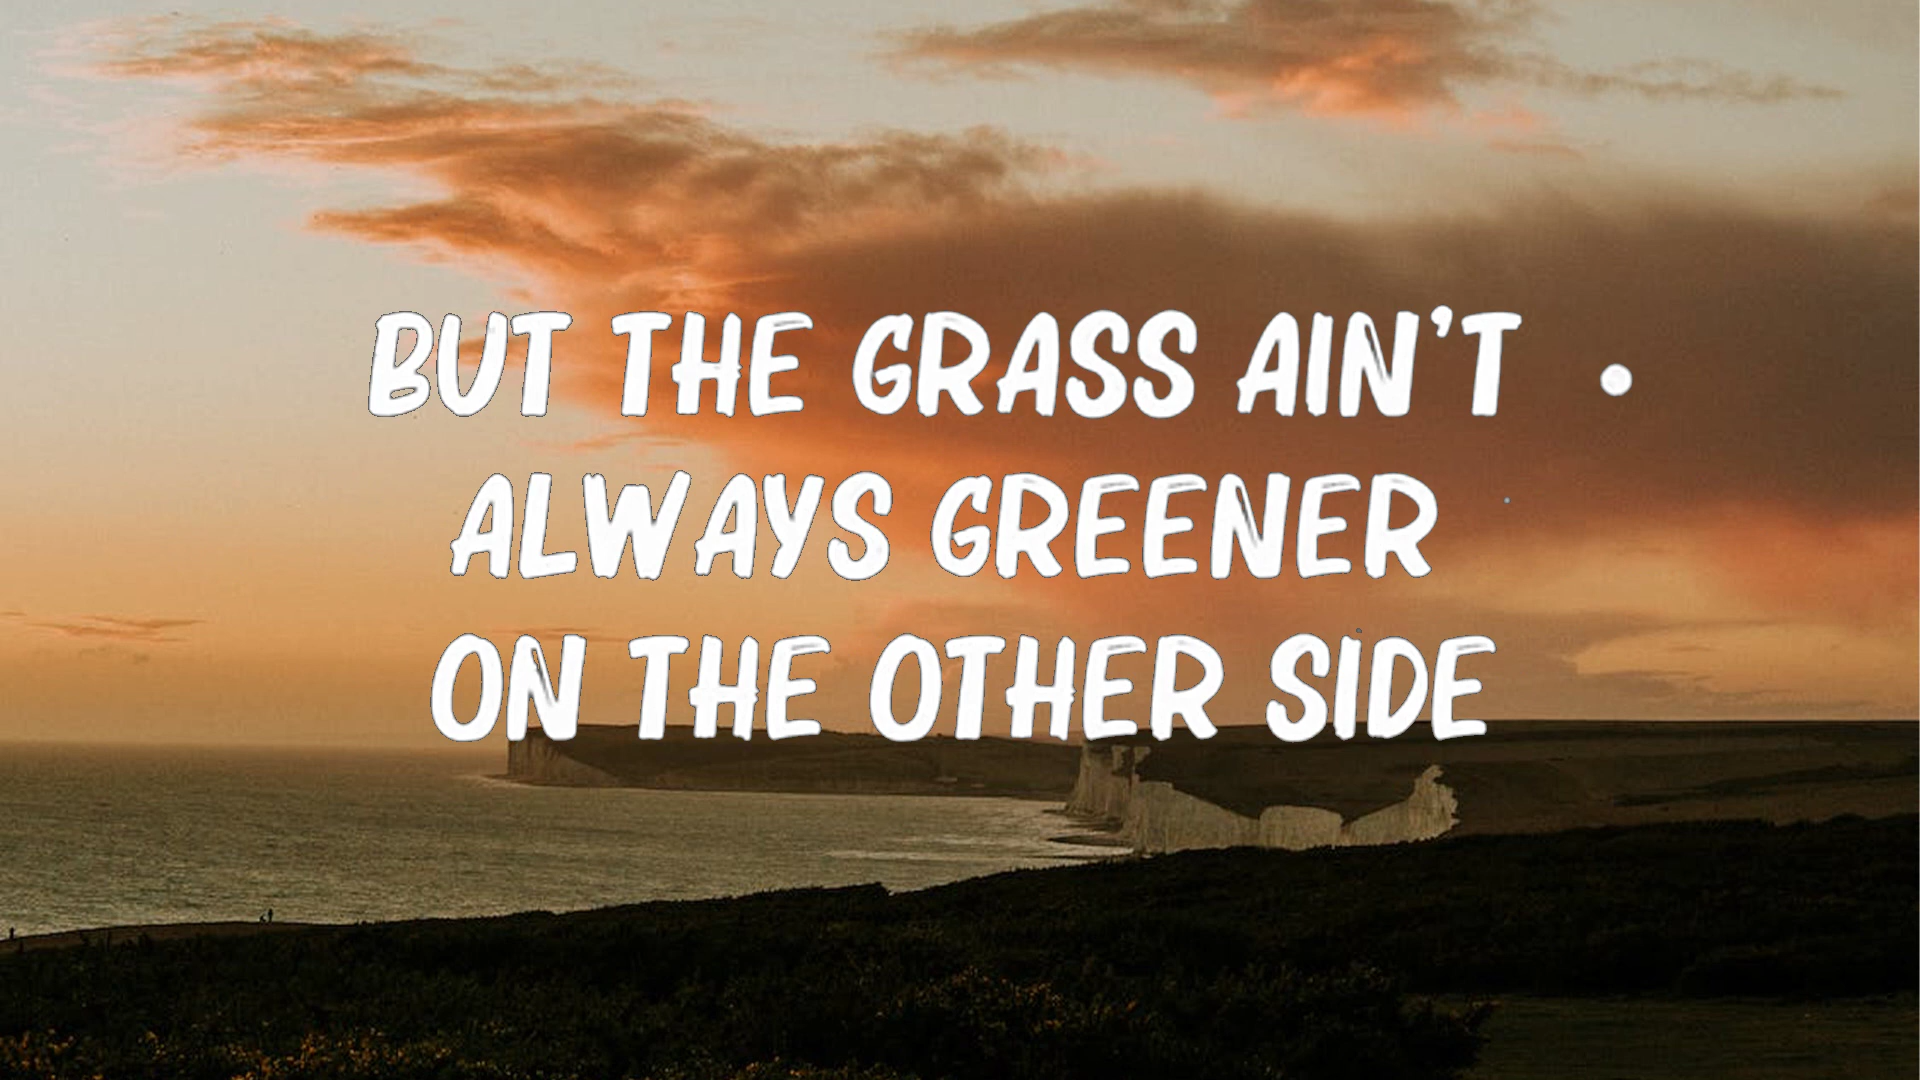 BUT THE GRASS AIN'T
ALWAYS GREENER
ON THE OTHER SIDE